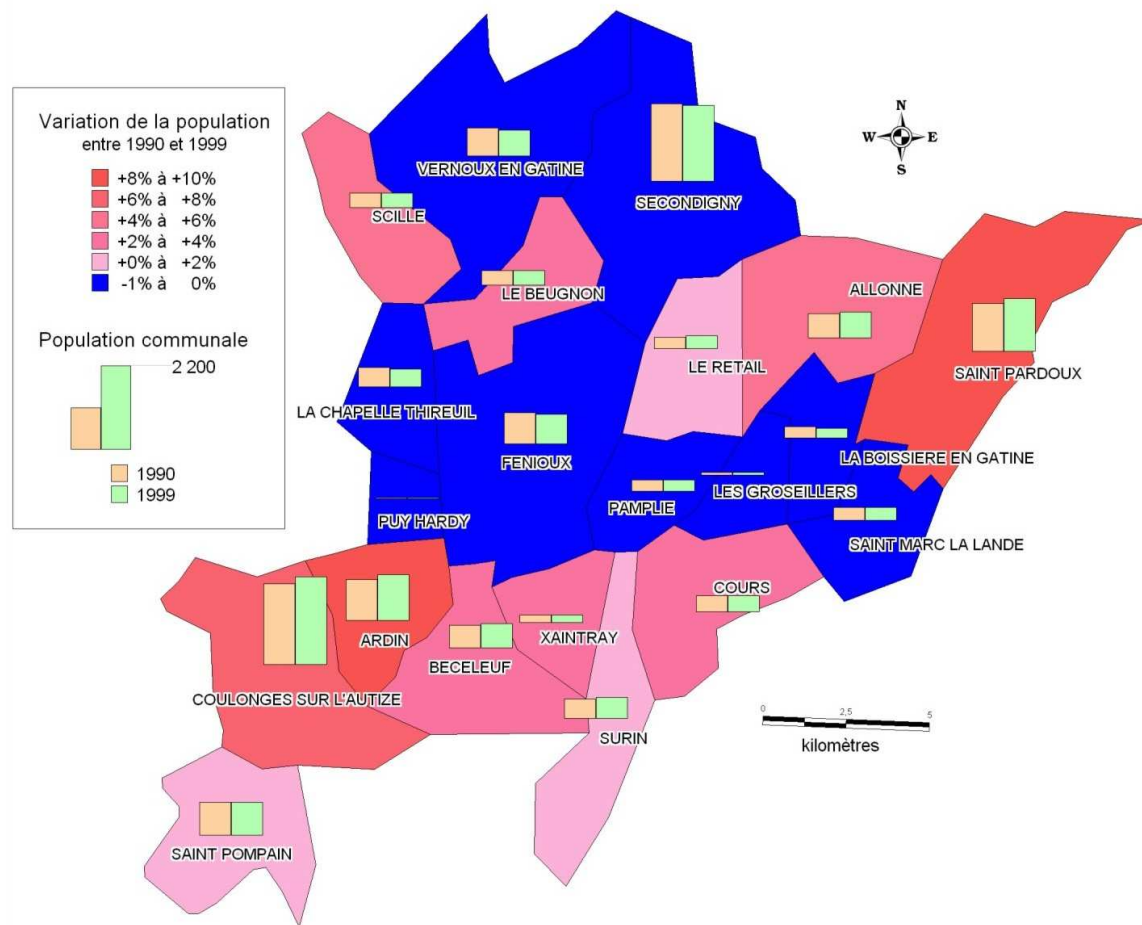 Variation de la population
entre 1990 et 1999
+8% à +10%
+6% à +8%
+4% à +6%
+2% à +4%
+0% à +2%
-1% à 0%
Population communale
2 200
1990
1999
N
W E
S
VERNOUX EN GATINE
SECONDIGNY
SCILLE
LE BEUGNON
ALLONNE
LE RETAIL
SAINT PARDOUX
LA CHAPELLE THIREUIL
FENIOUX
LA BOISSIERE EN GATINE
LES GROSEILLERS
PAMPLIE
PUY HARDY
SAINT MARC LA LANDE
COURS
ARDIN
XAINTRAY
BECELEUF
COULONGES SUR L'AUTIZE
SURIN
0 2,5 5
kilomètres
SAINT POMPAIN